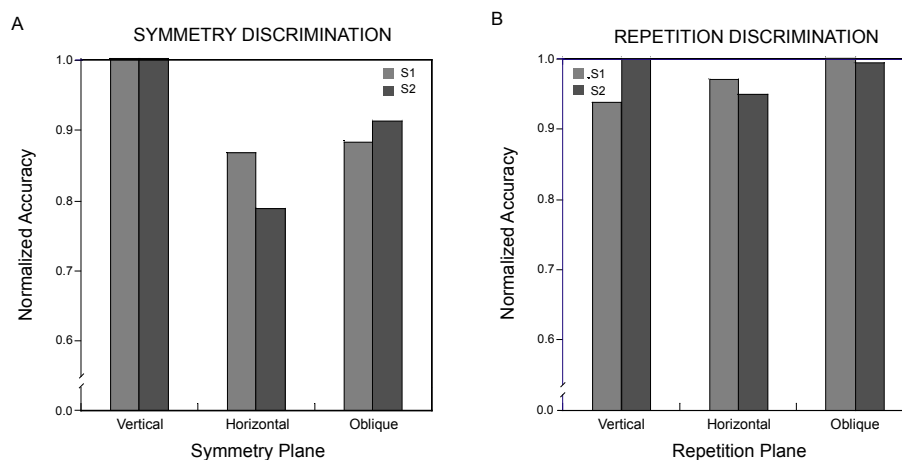 A
SYMMETRY DISCRIMINATION
1.0
0.9
0.8
0.7
0.6
0.0
Normalized Accuracy
S1
S2
Vertical Horizontal Oblique
Symmetry Plane
B
REPETITION DISCRIMINATION
1.0
0.9
0.8
0.7
0.6
0.0
Normalized Accuracy
S1
S2
Vertical Horizontal Oblique
Repetition Plane